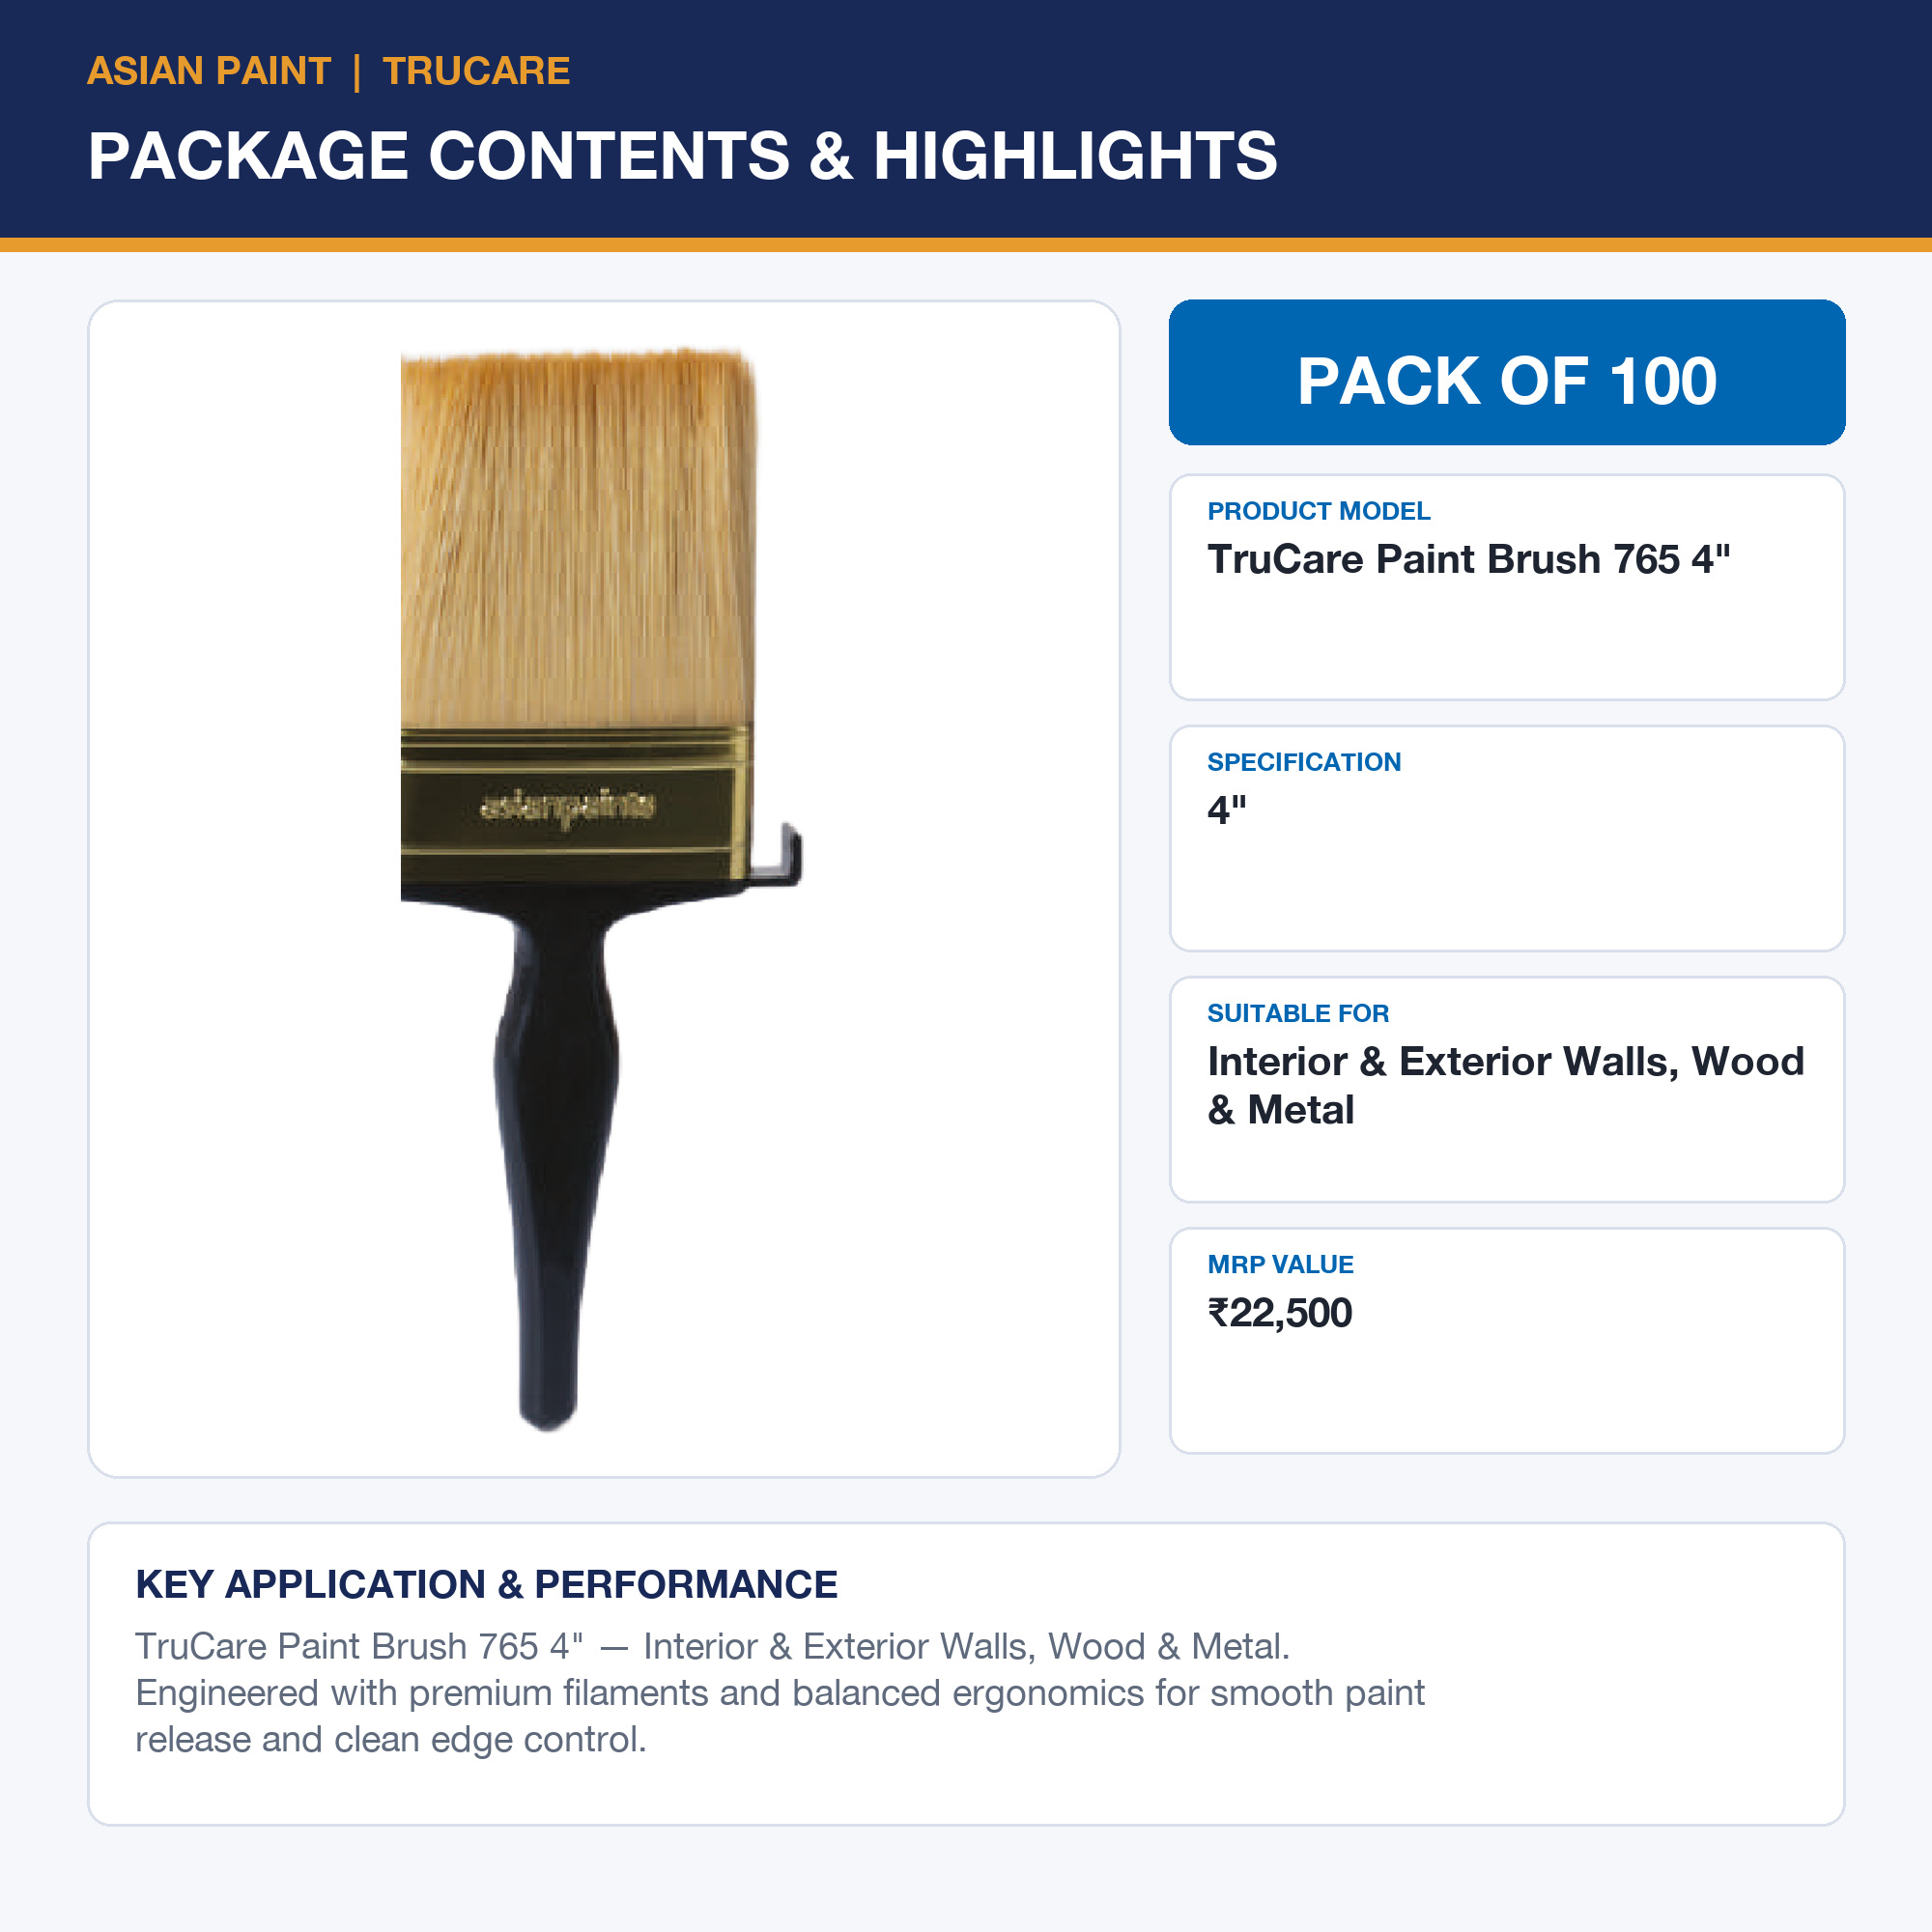 ASIAN PAINT | TRUCARE
PACKAGE CONTENTS & HIGHLIGHTS
asianpaints
PACK OF 100
PRODUCT MODEL
TruCare Paint Brush 765 4"
SPECIFICATION
4"
SUITABLE FOR
Interior & Exterior Walls, Wood
& Metal
MRP VALUE
₹22,500
KEY APPLICATION & PERFORMANCE
TruCare Paint Brush 765 4" — Interior & Exterior Walls, Wood & Metal.
Engineered with premium filaments and balanced ergonomics for smooth paint
release and clean edge control.